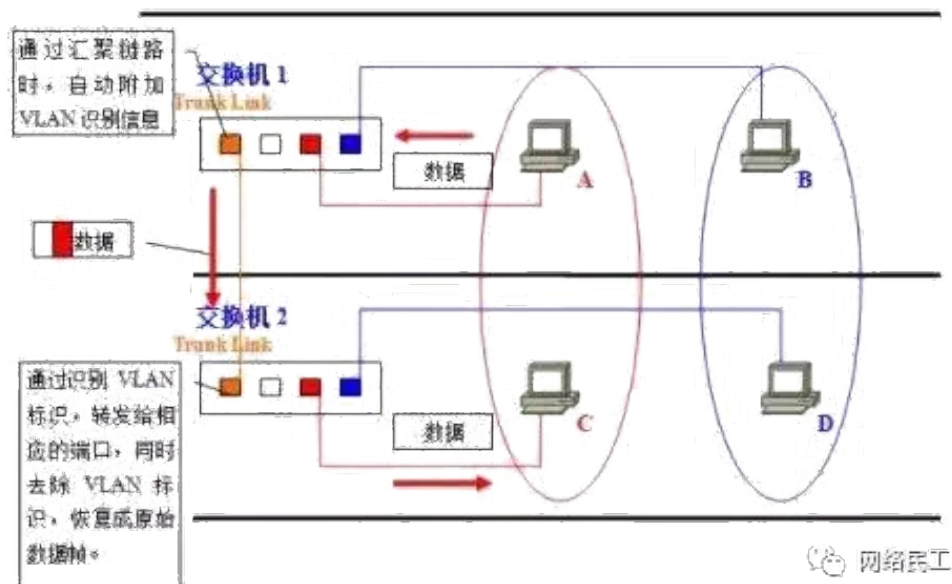 通过汇聚链路
时，自动附加
VLAN 识别信息
交换机 1
Trunk Link
数据
A
B
数据
交换机 2
Trunk Link
通过识别 VLAN
标识，转发给相
应的端口，同时
去除 VLAN 标
识，恢复成原始
数据帧。
数据
C
D
网络民工